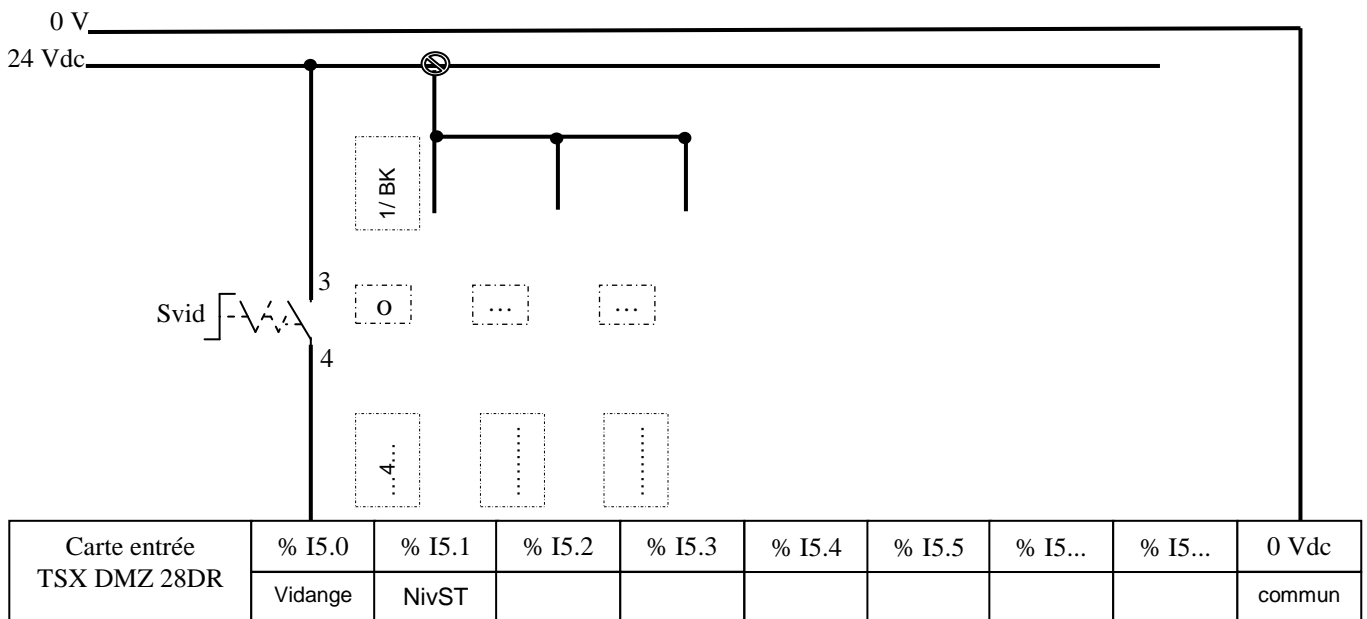 0 V
24 Vdc
1/ BK
3
Svid
o
...
...
4
.....4....
............
............
Carte entrée
TSX DMZ 28DR
% I5.0
% I5.1
% I5.2
% I5.3
% I5.4
% I5.5
% I5...
% I5...
0 Vdc
Vidange
NivST
commun